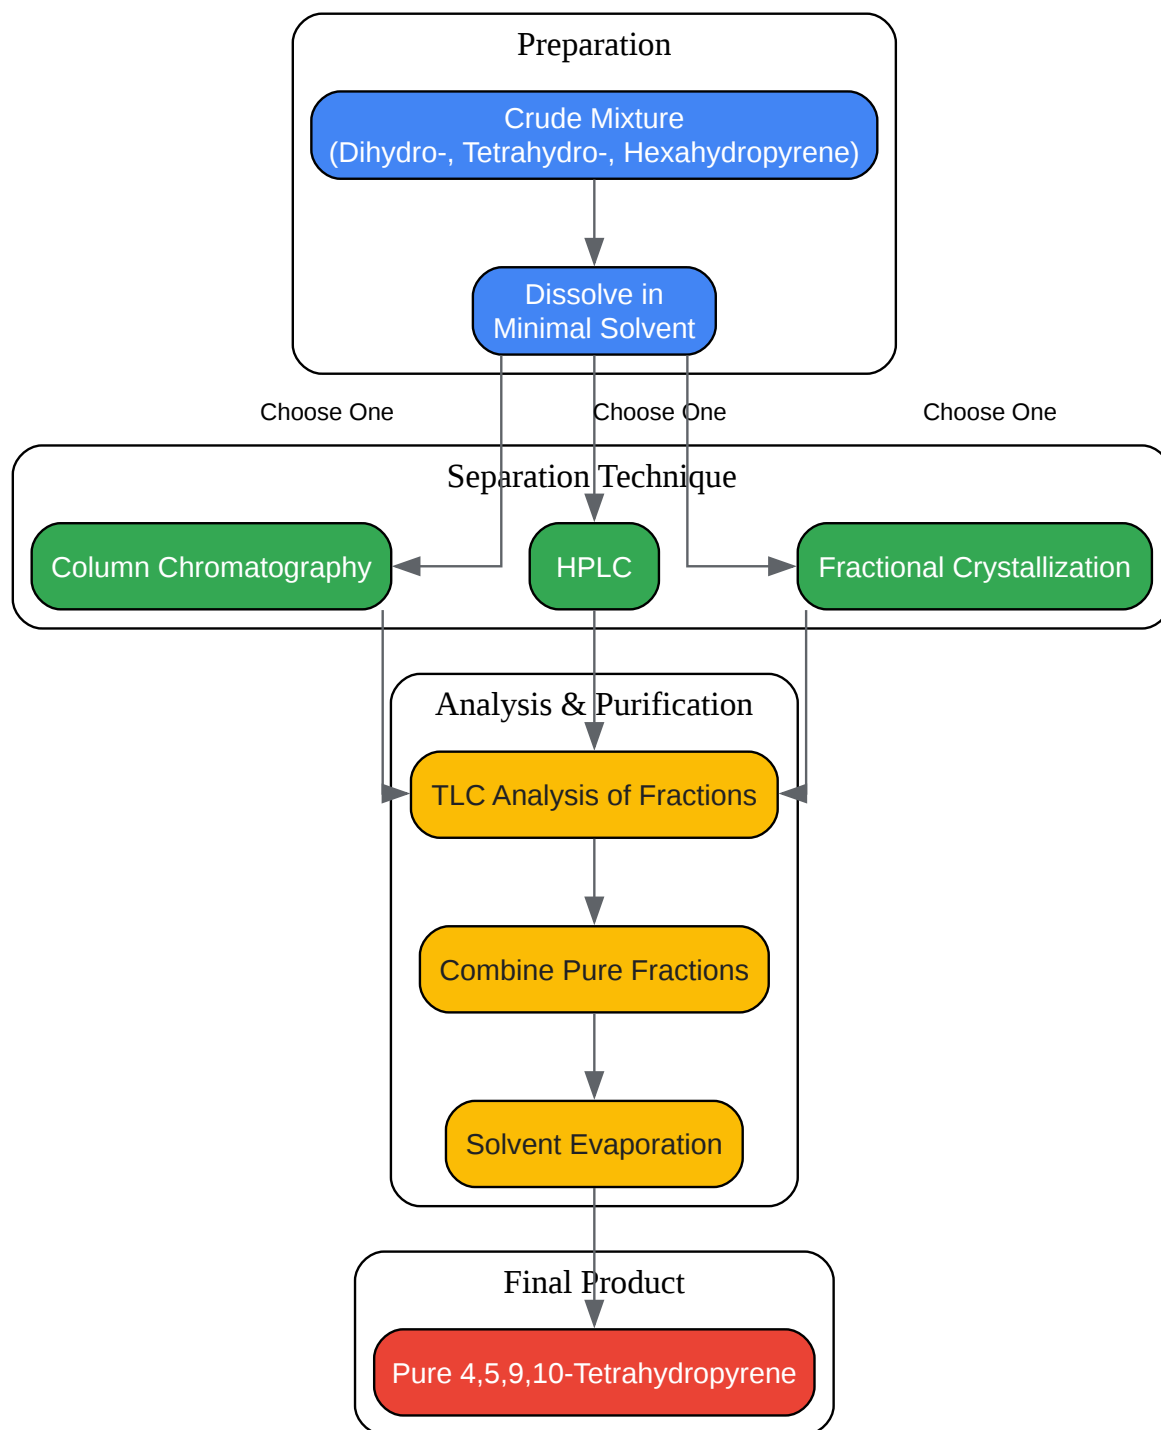 Preparation
Crude Mixture
(Dihydro-, Tetrahydro-, Hexahydropyrene)
Dissolve in
Minimal Solvent
Choose One
Choose One
Choose One
Separation Technique
Column Chromatography
HPLC
Fractional Crystallization
Analysis & Purification
TLC Analysis of Fractions
Combine Pure Fractions
Solvent Evaporation
Final Product
Pure 4,5,9,10-Tetrahydropyrene